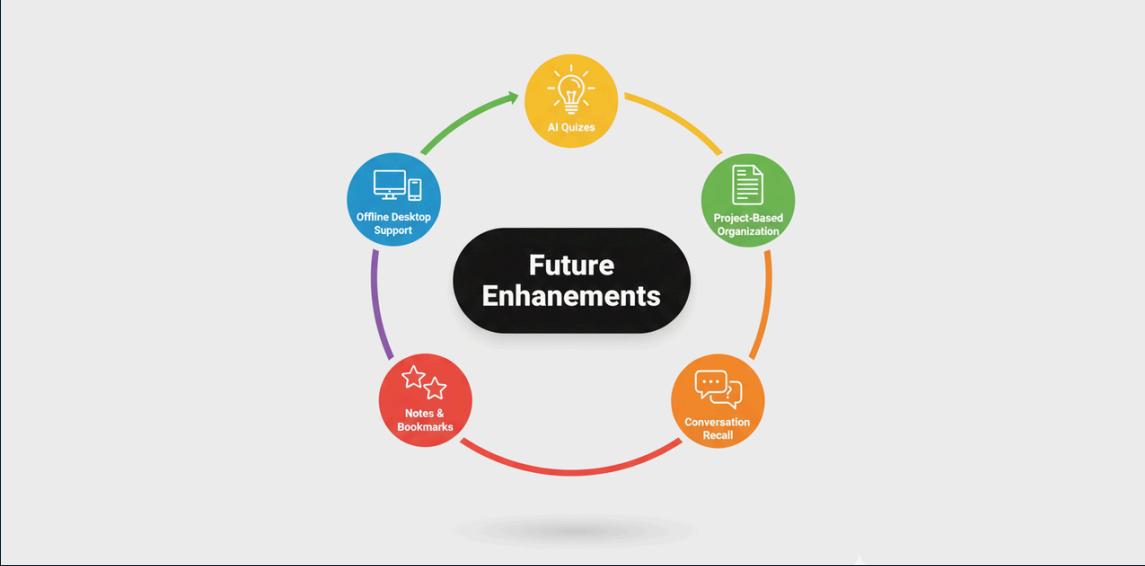 AI Quizes
Project-Based
Organization
Conversation
Recall
Notes &
Bookmarks
Offline Desktop
Support
Future
Enhanements